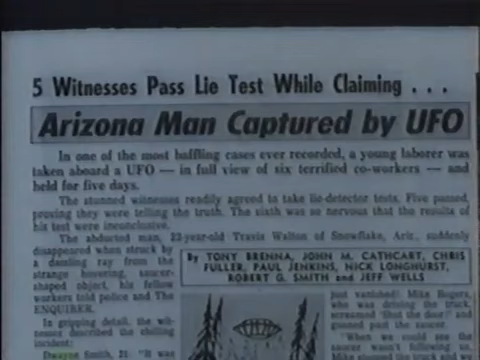 5 Witnesses Pass Lie Test While Claiming . . .
Arizona Man Captured by UFO
In one of the most baffling cases ever recorded, a young laborer was
taken aboard a UFO — in full view of six terrified co-workers — and
held for five days.
The stunned witnesses readily agreed to take lie-detector tests. Five passed,
proving they were telling the truth. The sixth was so nervous that the results of
his test were inconclusive.
The abducted man, 22-year-old Travis Walton of Snowflake, Ariz., suddenly
disappeared when struck by
a dazzling ray from the
strange hovering, saucer-
shaped object, his fellow
workers told police and The
ENQUIRER.
In gripping detail, the wit-
nesses described the chilling
incident:
Dwayne Smith, 21: "It was
By TONY BRENNA, JOHN M. CATHCART, CHRIS
FULLER, PAUL JENKINS, NICK LONGHURST,
ROBERT G. SMITH and JEFF WELLS
just vanished! Mike Rogers,
who was driving the truck,
screamed 'Shut the door!' and
gunned past the saucer.
"When we could see the
saucer wasn't following us,